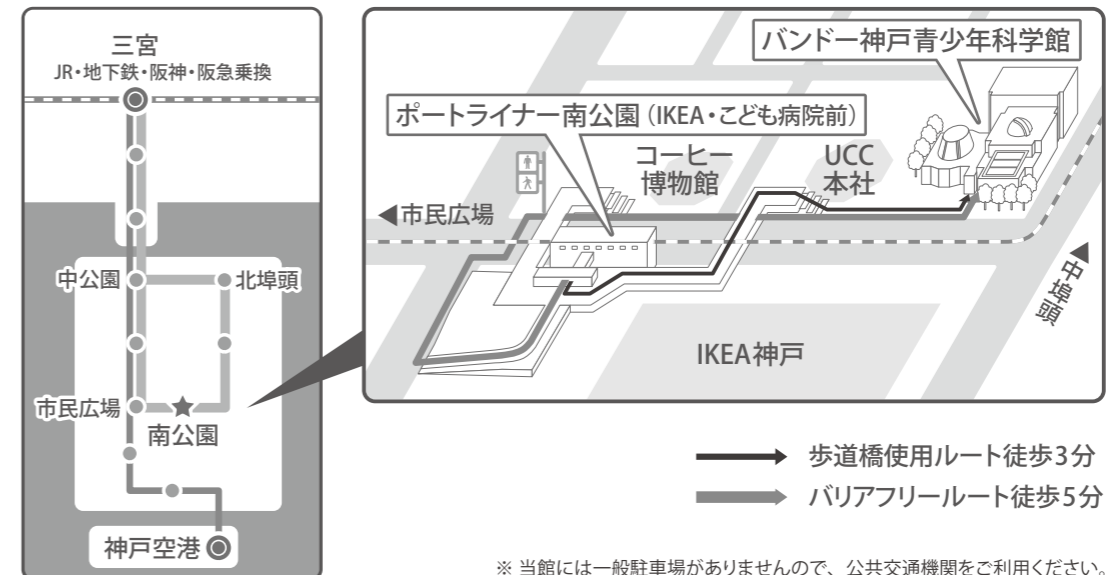 三宮
JR・地下鉄・阪神・阪急乗換
中公園
北埠頭
市民広場
南公園
神戸空港
バンドー神戸青少年科学館
ポートライナー南公園（IKEA・こども病院前）
コーヒー
博物館
UCC
本社
◀市民広場
◀中埠頭
IKEA神戸
歩道橋使用ルート徒歩3分
バリアフリールート徒歩5分
※ 当館には一般駐車場がありませんので、公共交通機関をご利用ください。